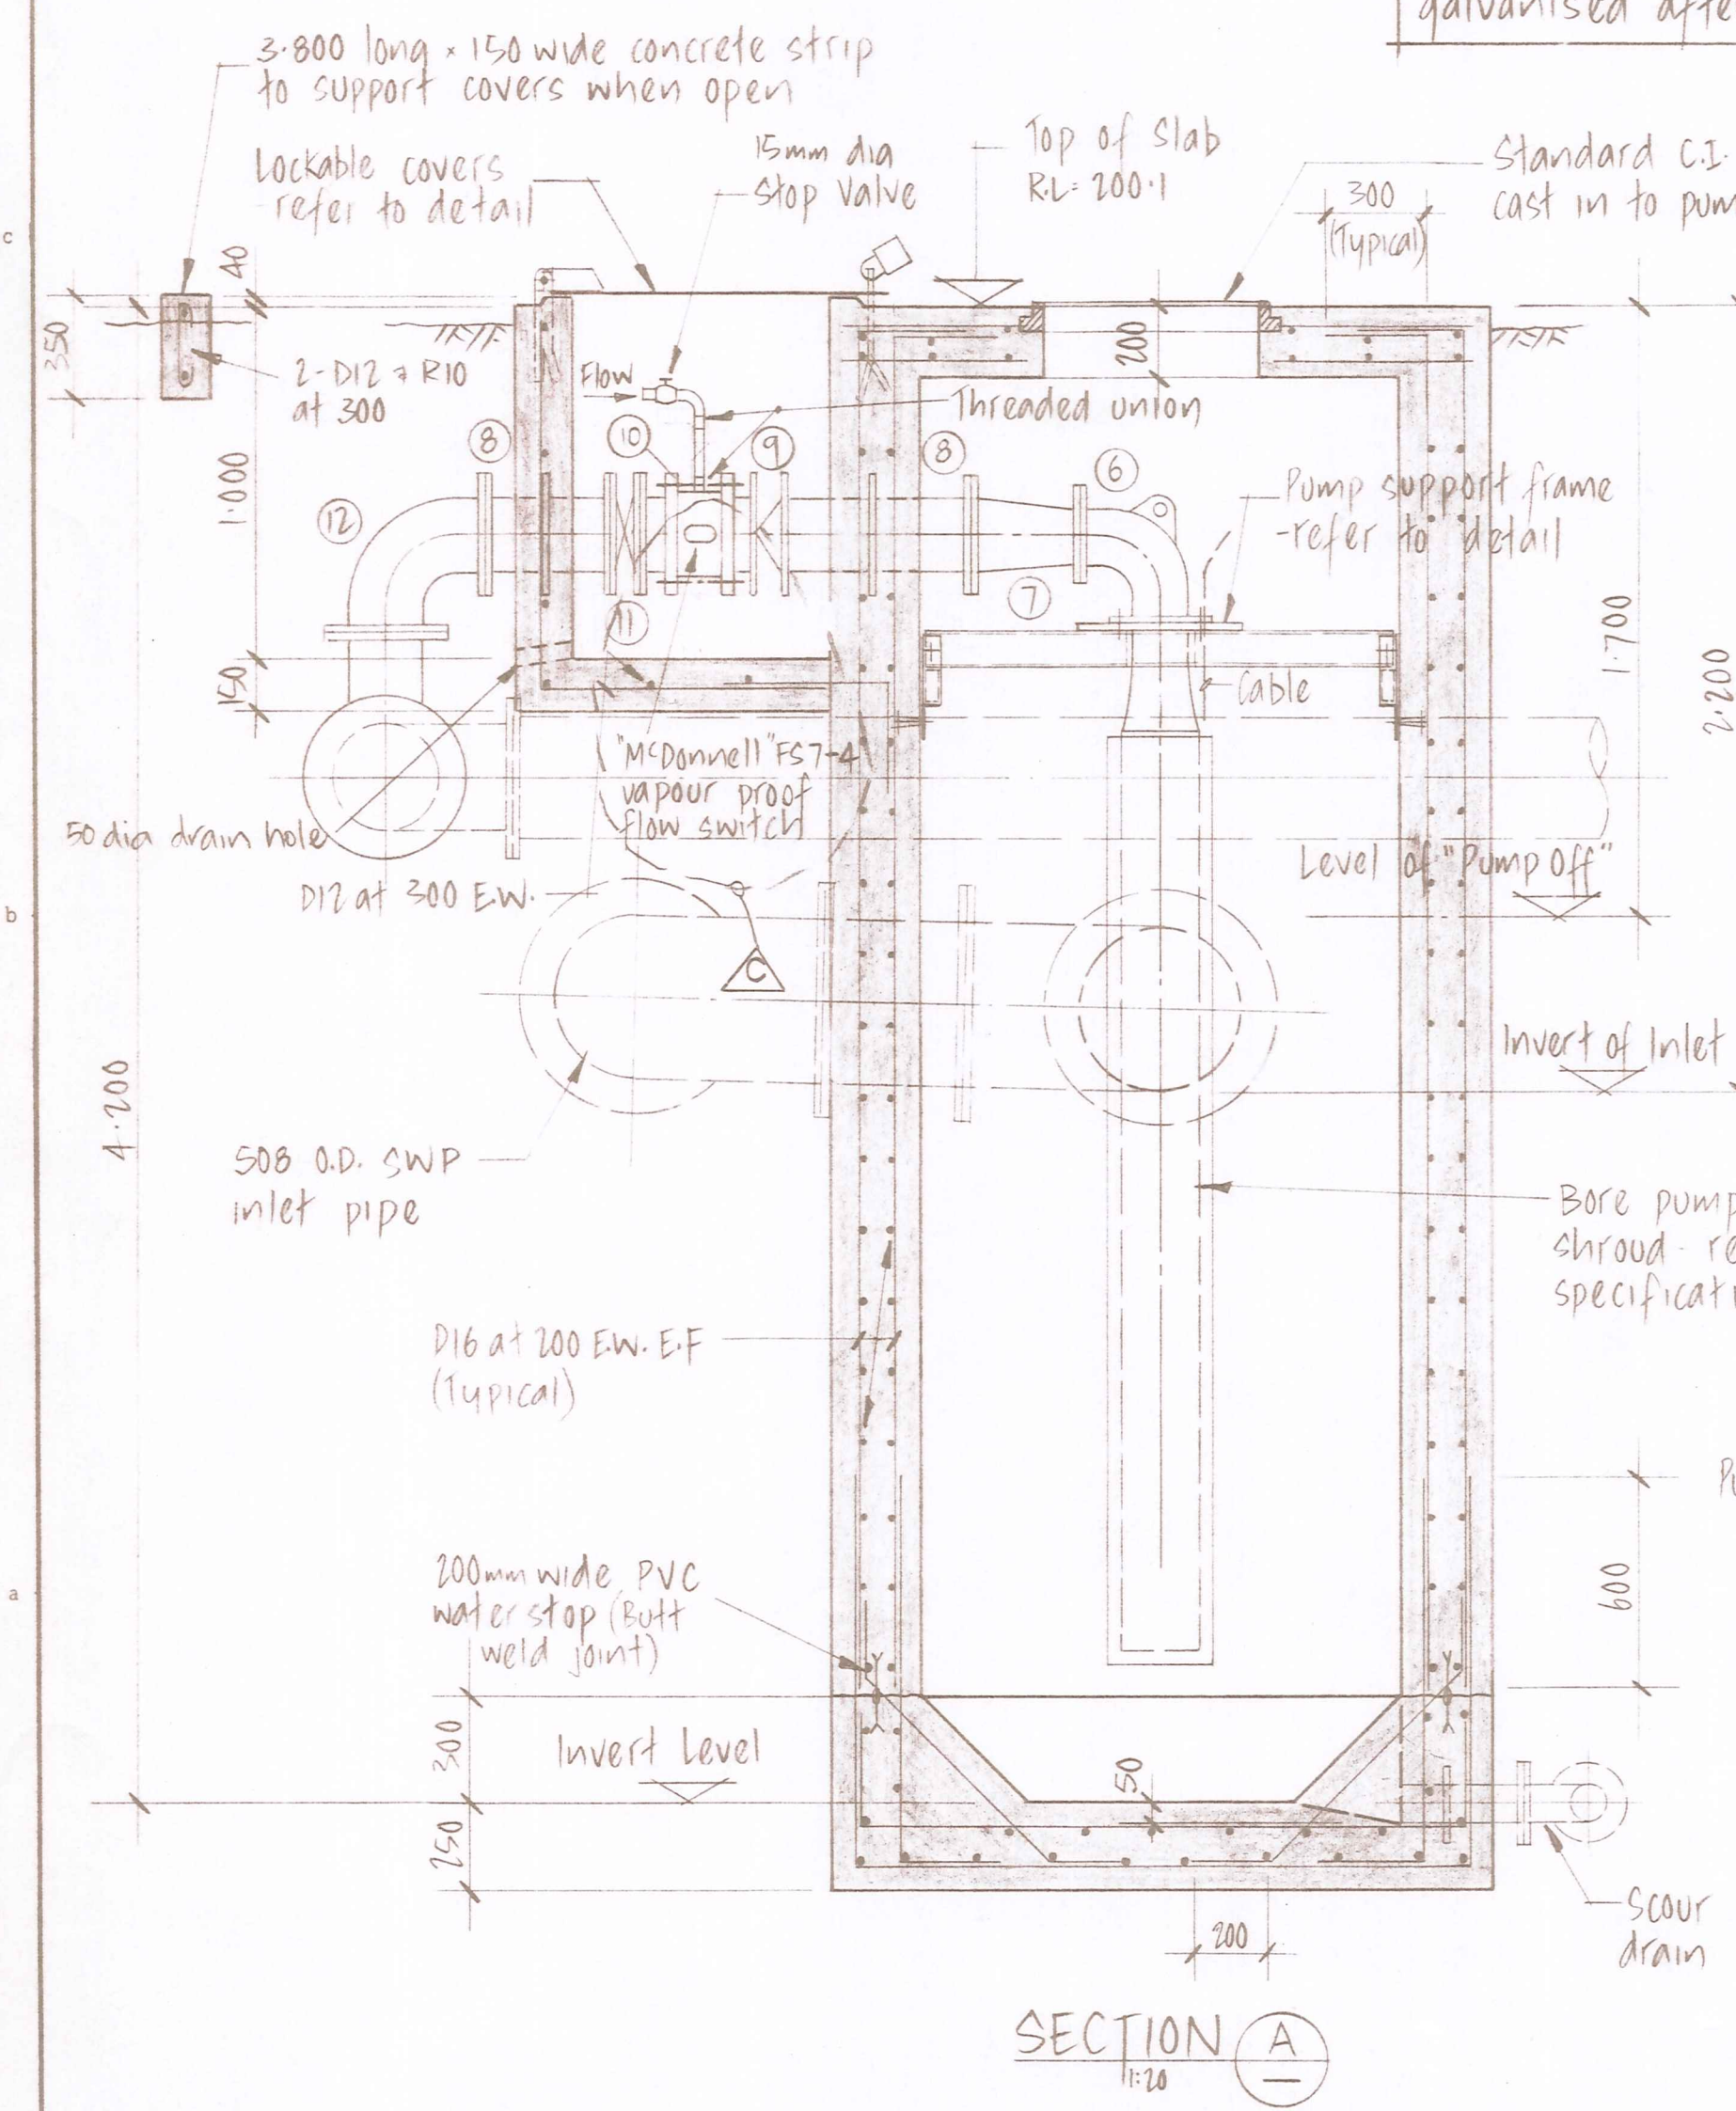 galvanised afte
3·800 long × 150 wide concrete strip
to support covers when open
Lockable covers
refer to detail
15mm dia
stop valve
Top of Slab
R.L= 200·1
Standard C.I.
cast in to pum
300
(Typical)
c
40
350
2-D12 & R10
at 300
Flow
200
Threaded union
8
10
9
8
6
1·000
12
Pump support frame
-refer to detail
7
11
1·700
2·200
150
Cable
"McDonnell" FS7-4
vapour proof
flow switch
50 dia drain hole
Level of "Pump Off"
D12 at 300 E.W.
b
C
Invert of Inlet
4·200
508 O.D. SWP
inlet pipe
Bore pump
shroud - re
specificati
D16 at 200 E.W. E.F
(Typical)
Pu
a
200mm wide PVC
water stop (Butt
weld joint)
600
300
Invert Level
50
250
200
Scour
drain
SECTION A
1:20